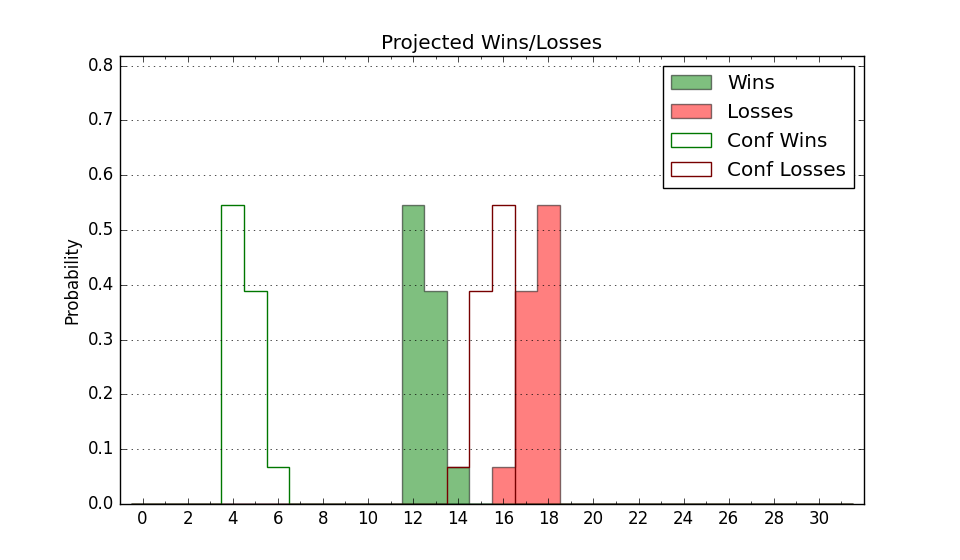 Projected Wins/Losses
0.8
0.7
0.6
0.5
0.4
0.3
0.2
0.1
0.0
Probability
Wins
Losses
Conf Wins
Conf Losses
0 2 4 6 8 10 12 14 16 18 20 22 24 26 28 30